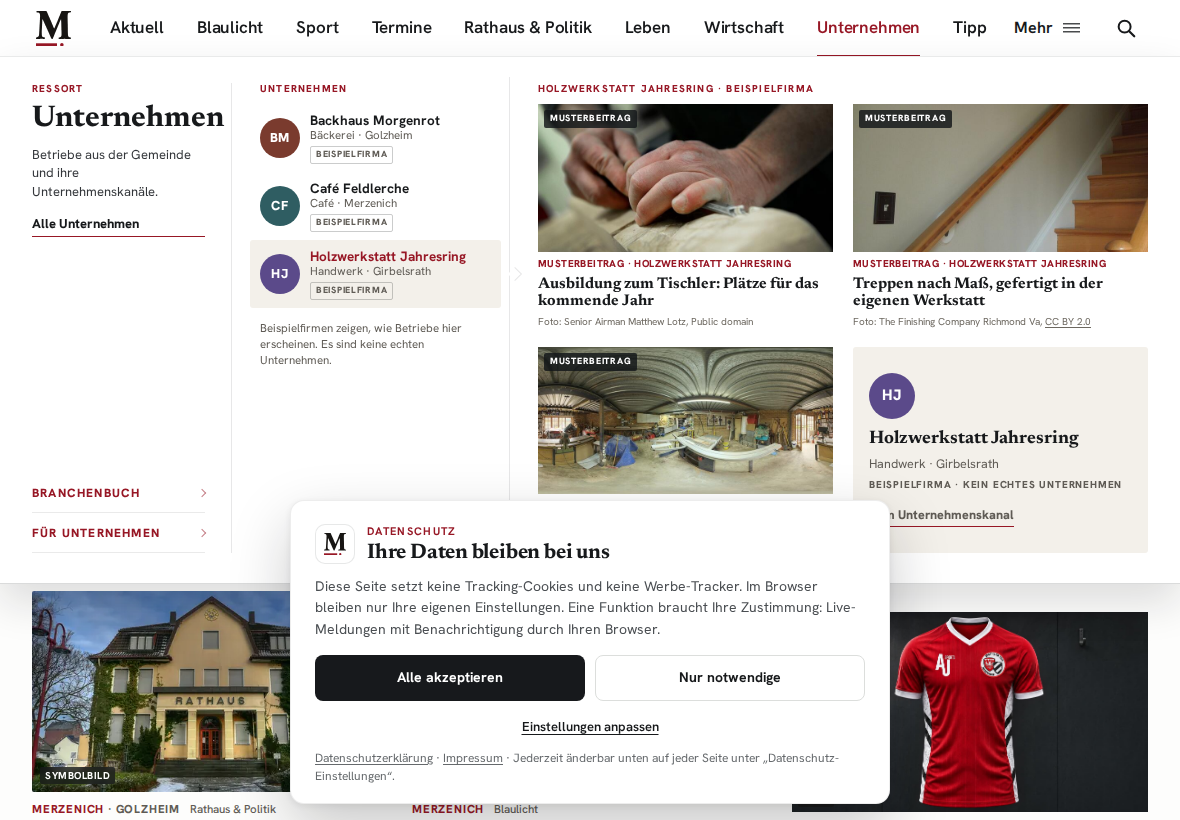 M
Aktuell
Blaulicht
Sport
Termine
Rathaus & Politik
Leben
Wirtschaft
Unternehmen
Tipp
Mehr
RESSORT
Unternehmen
Betriebe aus der Gemeinde
und ihre
Unternehmenskanäle.
Alle Unternehmen
BRANCHENBUCH
FÜR UNTERNEHMEN
UNTERNEHMEN
BM
Backhaus Morgenrot
Bäckerei · Golzheim
BEISPIELFIRMA
CF
Café Feldlerche
Café · Merzenich
BEISPIELFIRMA
HJ
Holzwerkstatt Jahresring
Handwerk · Girbelsrath
BEISPIELFIRMA
Beispielfirmen zeigen, wie Betriebe hier
erscheinen. Es sind keine echten
Unternehmen.
HOLZWERKSTATT JAHRESRING · BEISPIELFIRMA
MUSTERBEITRAG
MUSTERBEITRAG · HOLZWERKSTATT JAHRESRING
Ausbildung zum Tischler: Plätze für das
kommende Jahr
Foto: Senior Airman Matthew Lotz, Public domain
MUSTERBEITRAG
MUSTERBEITRAG · HOLZWERKSTATT JAHRESRING
Treppen nach Maß, gefertigt in der
eigenen Werkstatt
Foto: The Finishing Company Richmond Va, CC BY 2.0
MUSTERBEITRAG
HJ
Holzwerkstatt Jahresring
Handwerk · Girbelsrath
BEISPIELFIRMA · KEIN ECHTES UNTERNEHMEN
Unternehmenskanal
M
DATENSCHUTZ
Ihre Daten bleiben bei uns
Diese Seite setzt keine Tracking-Cookies und keine Werbe-Tracker. Im Browser
bleiben nur Ihre eigenen Einstellungen. Eine Funktion braucht Ihre Zustimmung: Live-
Meldungen mit Benachrichtigung durch Ihren Browser.
Alle akzeptieren
Nur notwendige
Einstellungen anpassen
Datenschutzerklärung · Impressum · Jederzeit änderbar unten auf jeder Seite unter „Datenschutz-
Einstellungen“.
RATHAUS
SYMBOLBILD
MERZENICH · GOLZHEIM Rathaus & Politik
MERZENICH Blaulicht
AJ